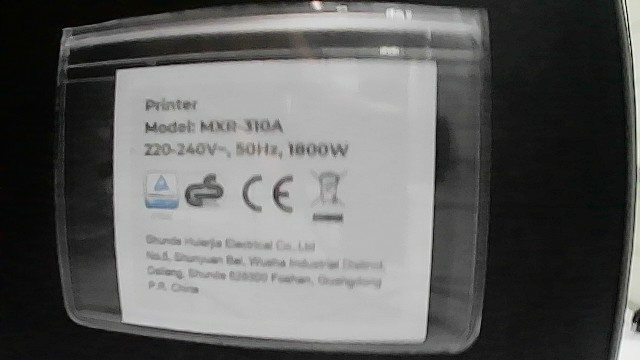 Printer
Model: MXR-310A
220-240V~, 50Hz, 1800W
CE
Shunde Huierjia Electrical Co., Ltd
No.5, Shunyuan Bei, Wusha Industrial District,
Daliang, Shunde 528300 Foshan, Guangdong
P.R. China